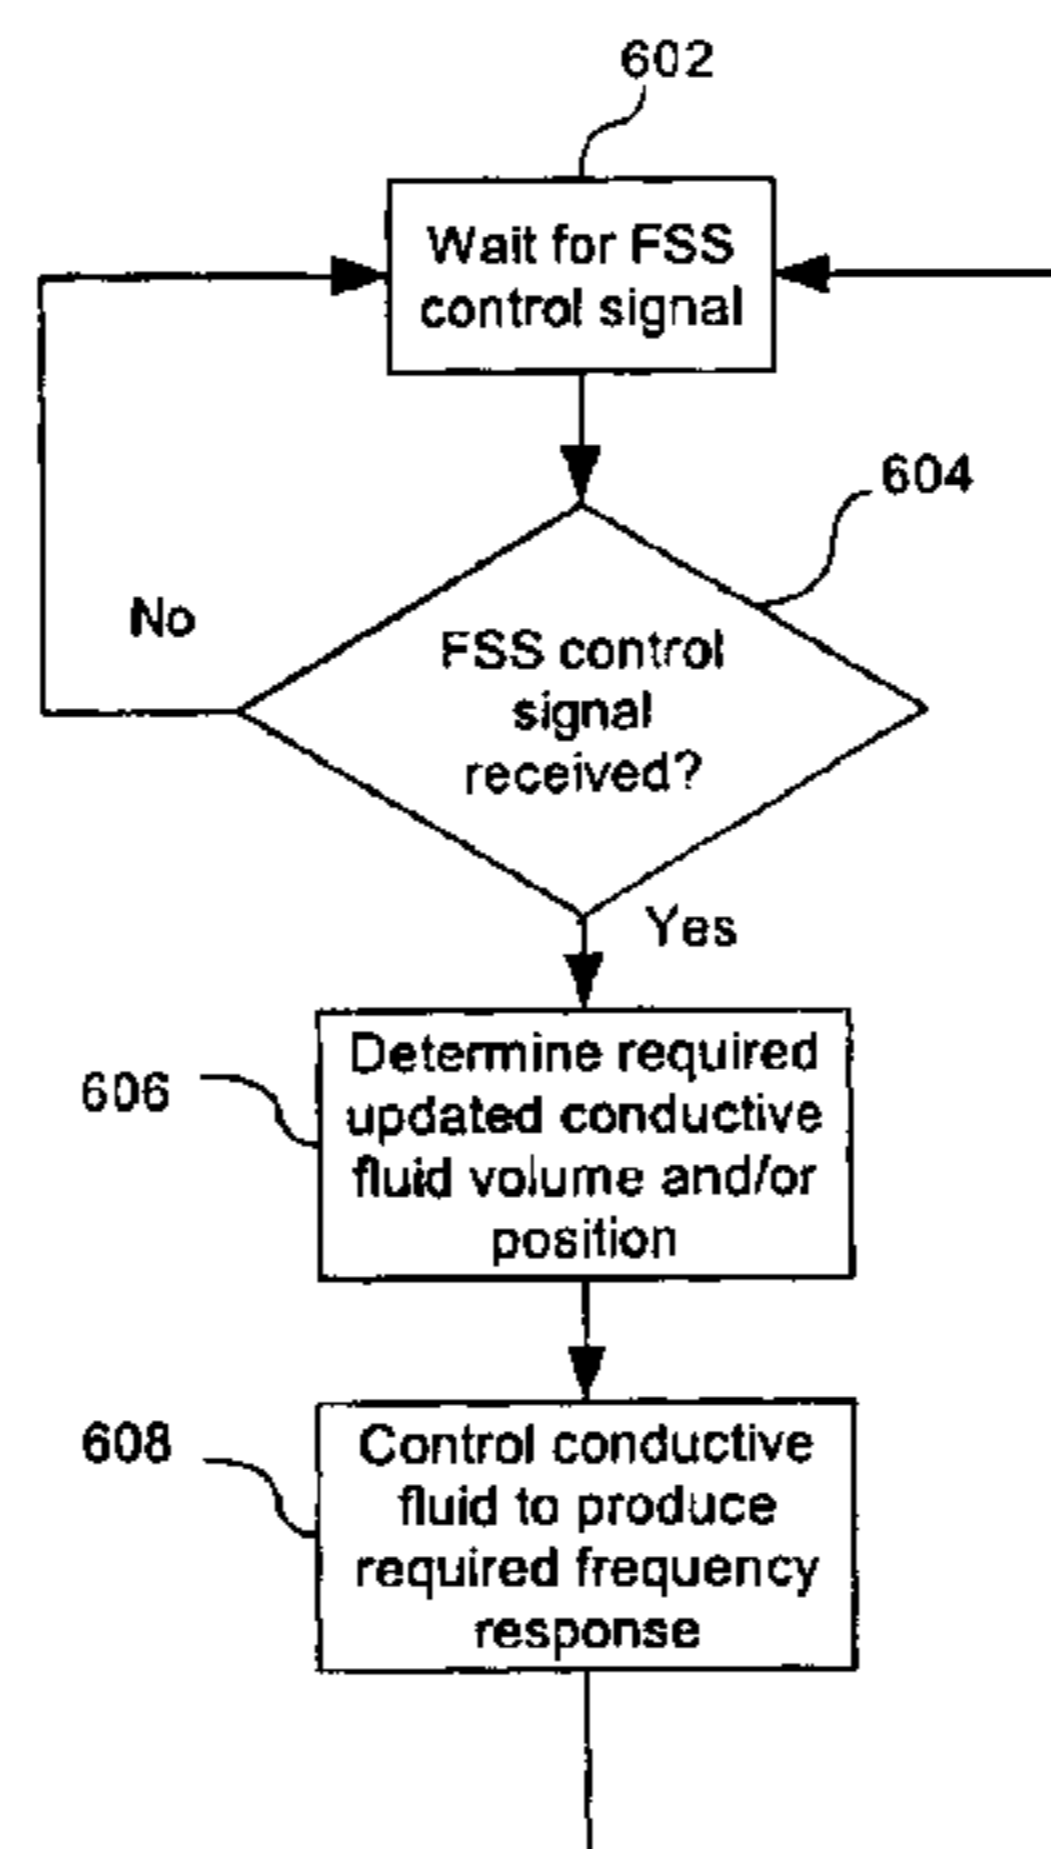 602
Wait for FSS
control signal
604
No
FSS control
signal
received?
Yes
606
Determine required
updated conductive
fluid volume and/or
position
608
Control conductive
fluid to produce
required frequency
response